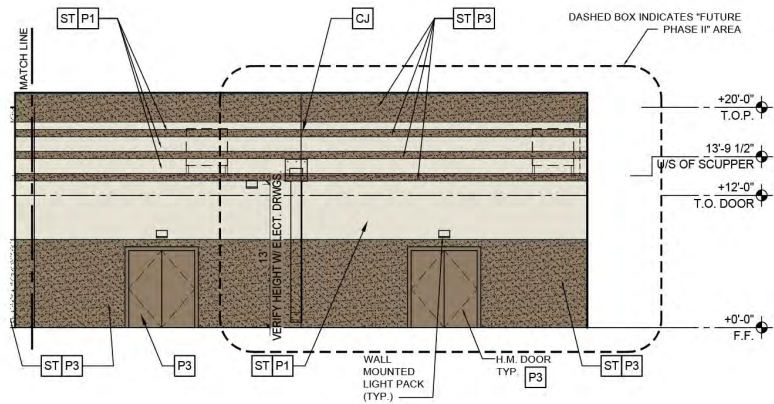 ST P1
CJ
ST P3
DASHED BOX INDICATES "FUTURE
PHASE II" AREA
MATCH LINE
+20'-0"
T.O.P.
13'-9 1/2"
U/S OF SCUPPER
+12'-0"
T.O. DOOR
13'
VERIFY HEIGHT W/ ELECT. DRWGS.
+0'-0"
F.F.
ST P3
P3
ST P1
WALL
MOUNTED
LIGHT PACK
(TYP.)
H.M. DOOR
TYP.
P3
ST P3